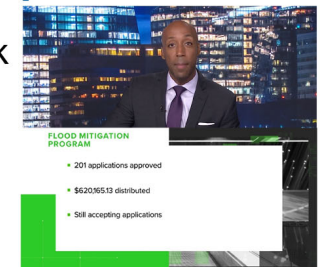 k
FLOOD MITIGATION
PROGRAM
• 201 applications approved
• $620,165.13 distributed
• Still accepting applications